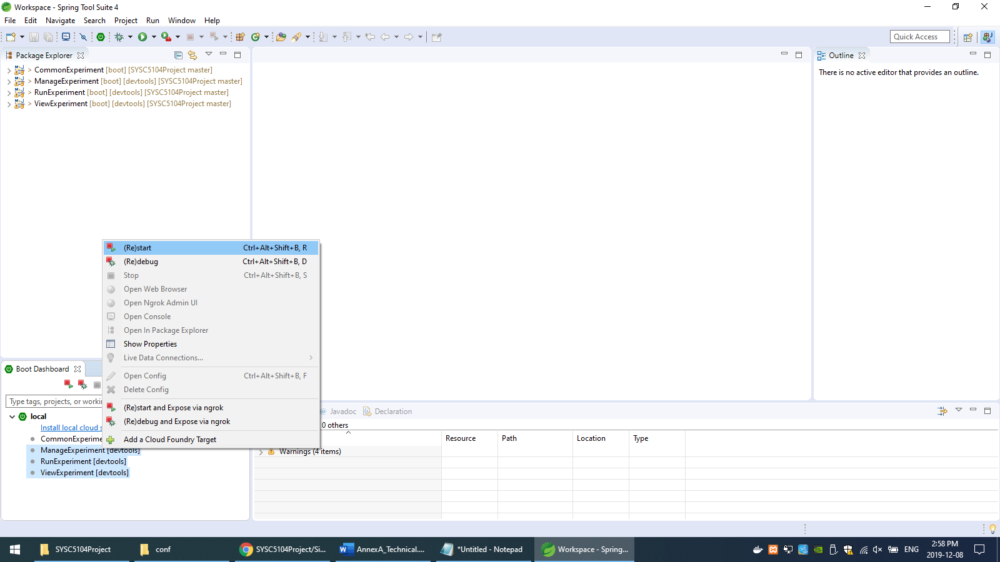 Workspace - Spring Tool Suite 4
File Edit Navigate Search Project Run Window Help
Quick Access
Package Explorer
> CommonExperiment [boot] [SYSC5104Project master]
> ManageExperiment [boot] [devtools] [SYSC5104Project master]
> RunExperiment [boot] [devtools] [SYSC5104Project master]
> ViewExperiment [boot] [devtools] [SYSC5104Project master]
Outline
There is no active editor that provides an outline.
(Re)start Ctrl+Alt+Shift+B, R
(Re)debug Ctrl+Alt+Shift+B, D
Stop Ctrl+Alt+Shift+B, S
Open Web Browser
Open Ngrok Admin UI
Open Console
Open In Package Explorer
Show Properties
Live Data Connections...
Open Config Ctrl+Alt+Shift+B, F
Delete Config
(Re)start and Expose via ngrok
(Re)debug and Expose via ngrok
Add a Cloud Foundry Target
Boot Dashboard
Type tags, projects, or workin
local
Install local cloud s
CommonExperime
ManageExperiment [devtools]
RunExperiment [devtools]
ViewExperiment [devtools]
@ Javadoc Declaration
0 others
Resource Path Location Type
Warnings (4 items)
SYSC5104Project
conf
SYSC5104Project/Si...
AnnexA_Technical....
*Untitled - Notepad
Workspace - Spring...
ENG
2:58 PM
2019-12-08